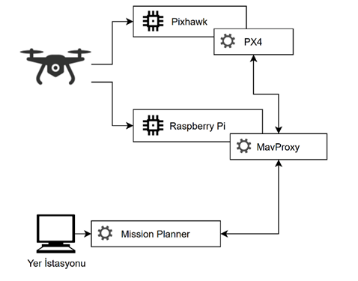 Pixhawk
PX4
Raspberry Pi
MavProxy
Mission Planner
Yer İstasyonu